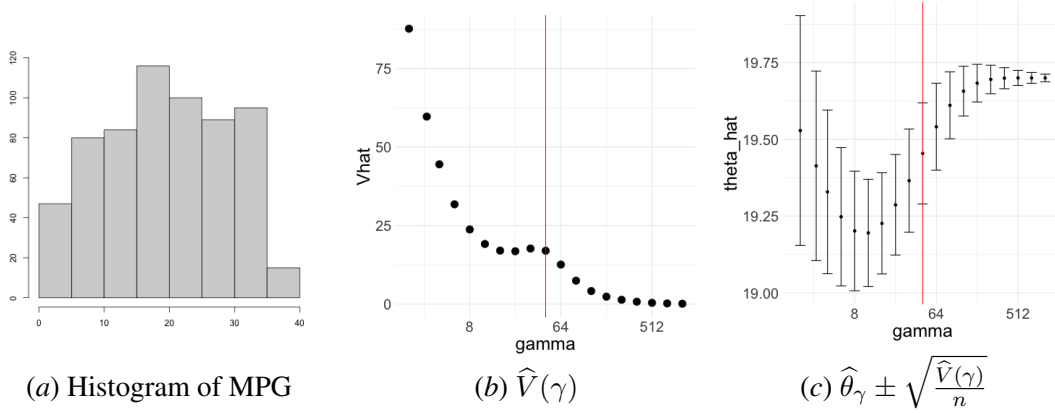 120
100
80
60
40
20
0
0 10 20 30 40
(a) Histogram of MPG
Vhat
75
50
25
0
8 64 512
gamma
(b) V̂(γ)
theta_hat
19.75
19.50
19.25
19.00
8 64 512
gamma
(c) θ̂_γ ± √(V̂(γ)/n)